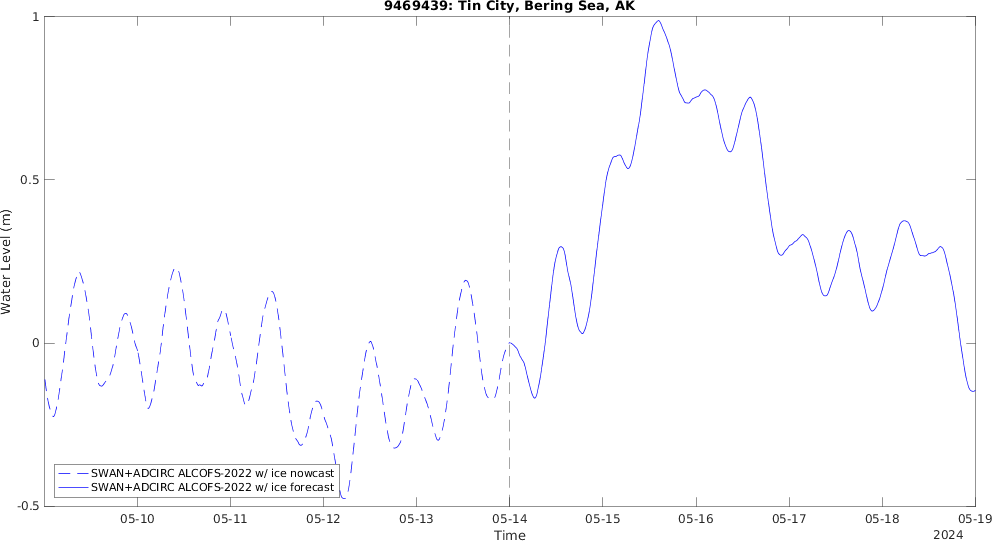 9469439: Tin City, Bering Sea, AK
1
0.5
0
-0.5
Water Level (m)
SWAN+ADCIRC ALCOFS-2022 w/ ice nowcast
SWAN+ADCIRC ALCOFS-2022 w/ ice forecast
05-10 05-11 05-12 05-13 05-14 05-15 05-16 05-17 05-18 05-19
Time
2024